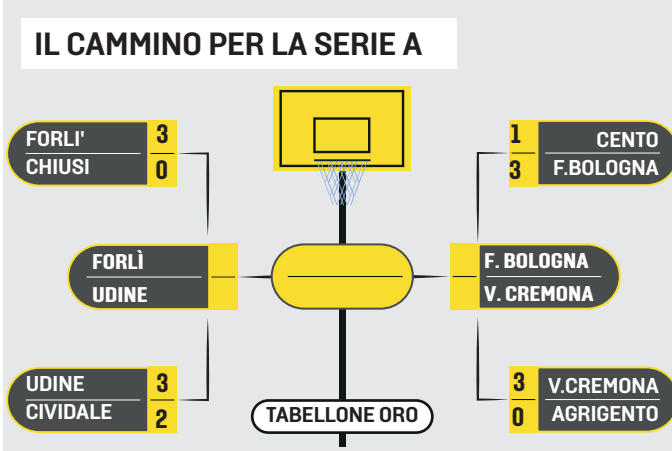 IL CAMMINO PER LA SERIE A
FORLI' 3
CHIUSI 0
1 CENTO
3 F.BOLOGNA
FORLÌ
UDINE
F. BOLOGNA
V. CREMONA
UDINE 3
CIVIDALE 2
3 V.CREMONA
0 AGRIGENTO
TABELLONE ORO